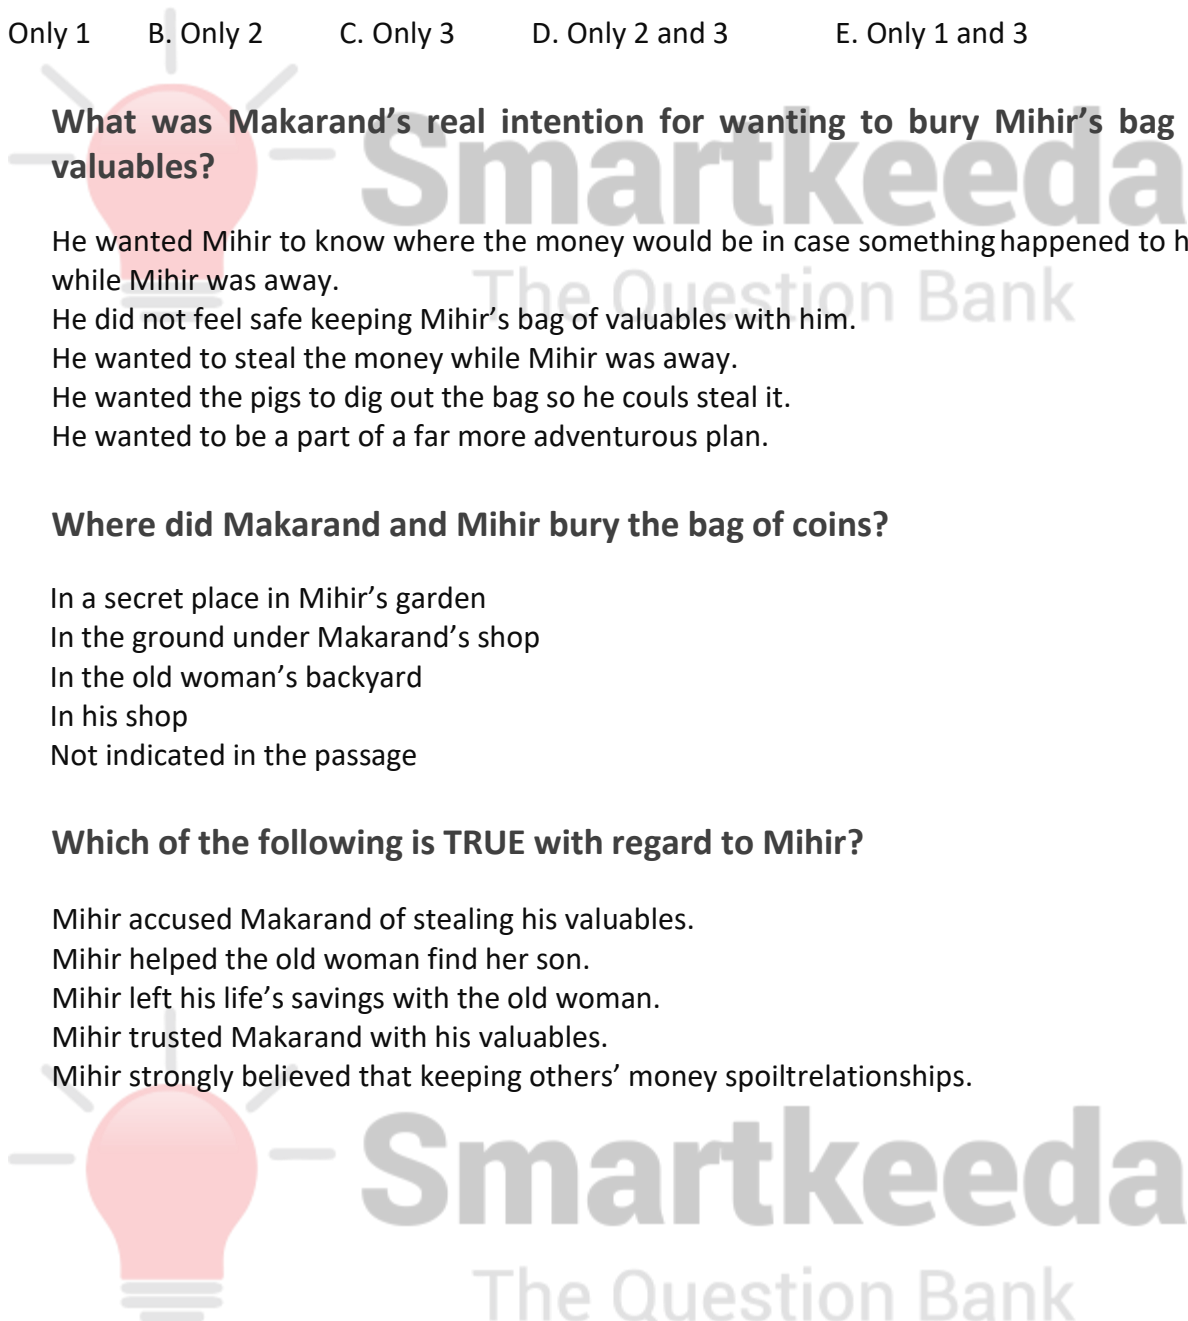 Only 1 B. Only 2 C. Only 3 D. Only 2 and 3 E. Only 1 and 3
What was Makarand’s real intention for wanting to bury Mihir’s bag
valuables?
Smartkeeda
He wanted Mihir to know where the money would be in case something happened to h
while Mihir was away.
The Question Bank
He did not feel safe keeping Mihir’s bag of valuables with him.
He wanted to steal the money while Mihir was away.
He wanted the pigs to dig out the bag so he couls steal it.
He wanted to be a part of a far more adventurous plan.
Where did Makarand and Mihir bury the bag of coins?
In a secret place in Mihir’s garden
In the ground under Makarand’s shop
In the old woman’s backyard
In his shop
Not indicated in the passage
Which of the following is TRUE with regard to Mihir?
Mihir accused Makarand of stealing his valuables.
Mihir helped the old woman find her son.
Mihir left his life’s savings with the old woman.
Mihir trusted Makarand with his valuables.
Mihir strongly believed that keeping others’ money spoiltrelationships.
Smartkeeda
The Question Bank